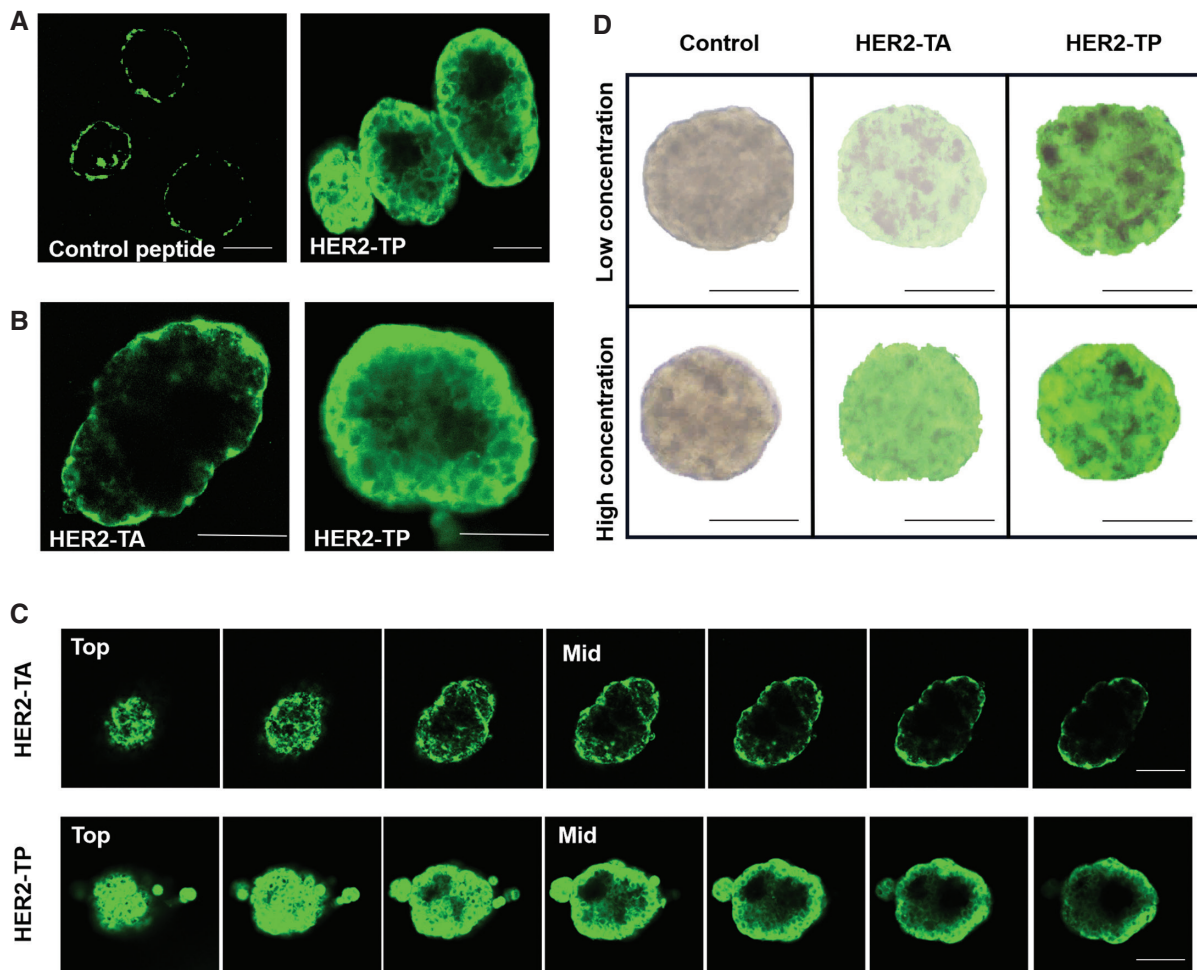 A
Control peptide
HER2-TP
B
HER2-TA
HER2-TP
C
HER2-TA
Top
Mid
HER2-TP
Top
Mid
D
Control
HER2-TA
HER2-TP
Low concentration
High concentration